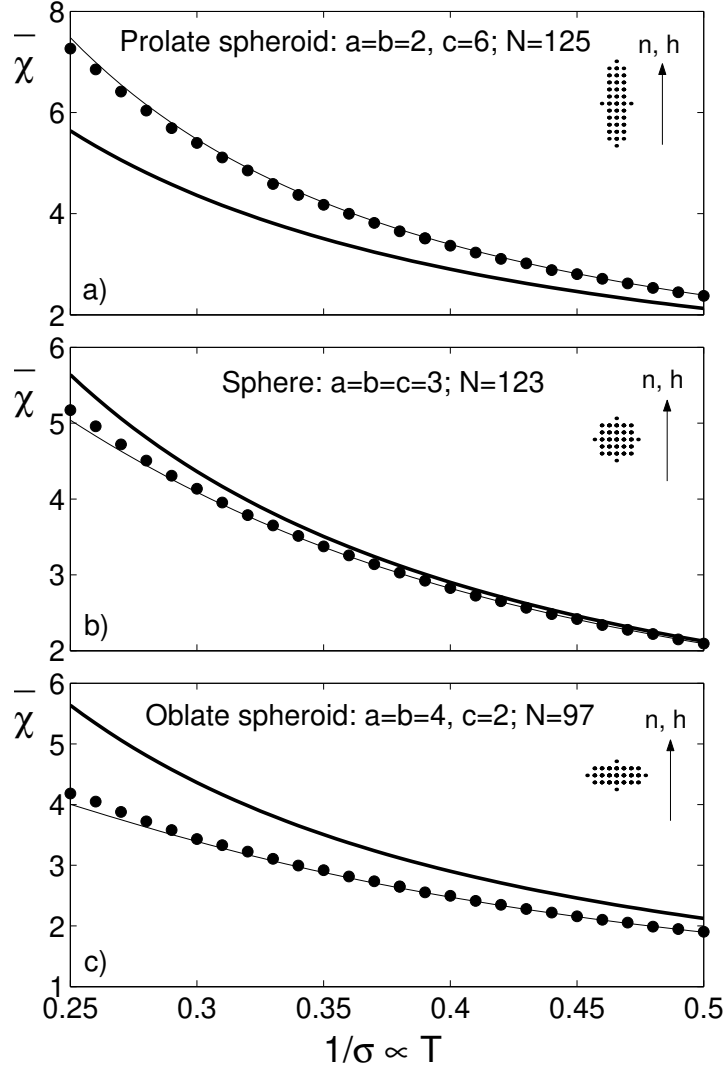 8
χ̄
Prolate spheroid: a=b=2, c=6; N=125
n, h
6
4
a)
2
6
χ̄
Sphere: a=b=c=3; N=123
n, h
5
4
3
b)
2
6
χ̄
Oblate spheroid: a=b=4, c=2; N=97
n, h
5
4
3
2
c)
1
0.25 0.3 0.35 0.4 0.45 0.5
1/σ ∝ T